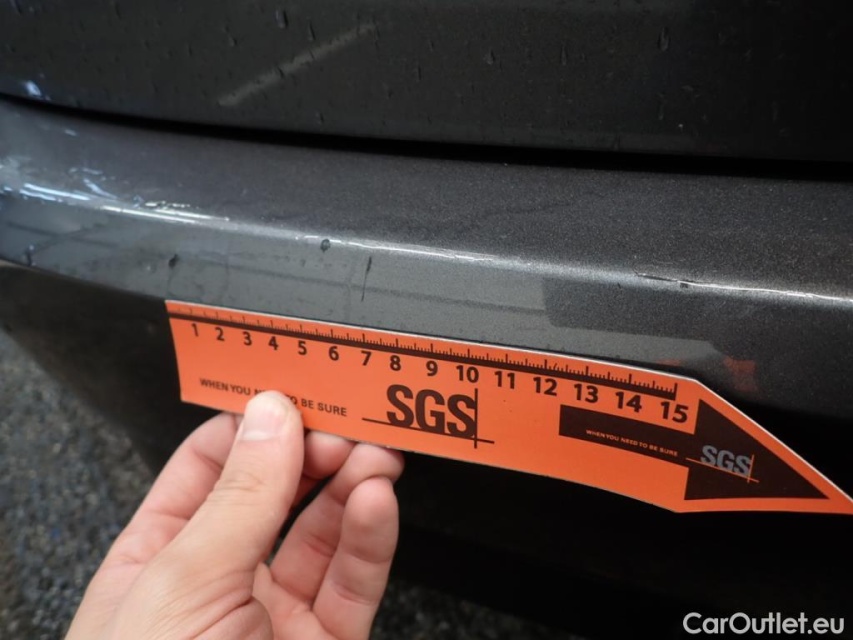 1 2 3 4 5 6 7 8 9 10 11 12 13 14 15
WHEN YOU N TO BE SURE
SGS
WHEN YOU NEED TO BE SURE
SGS
CarOutlet.eu